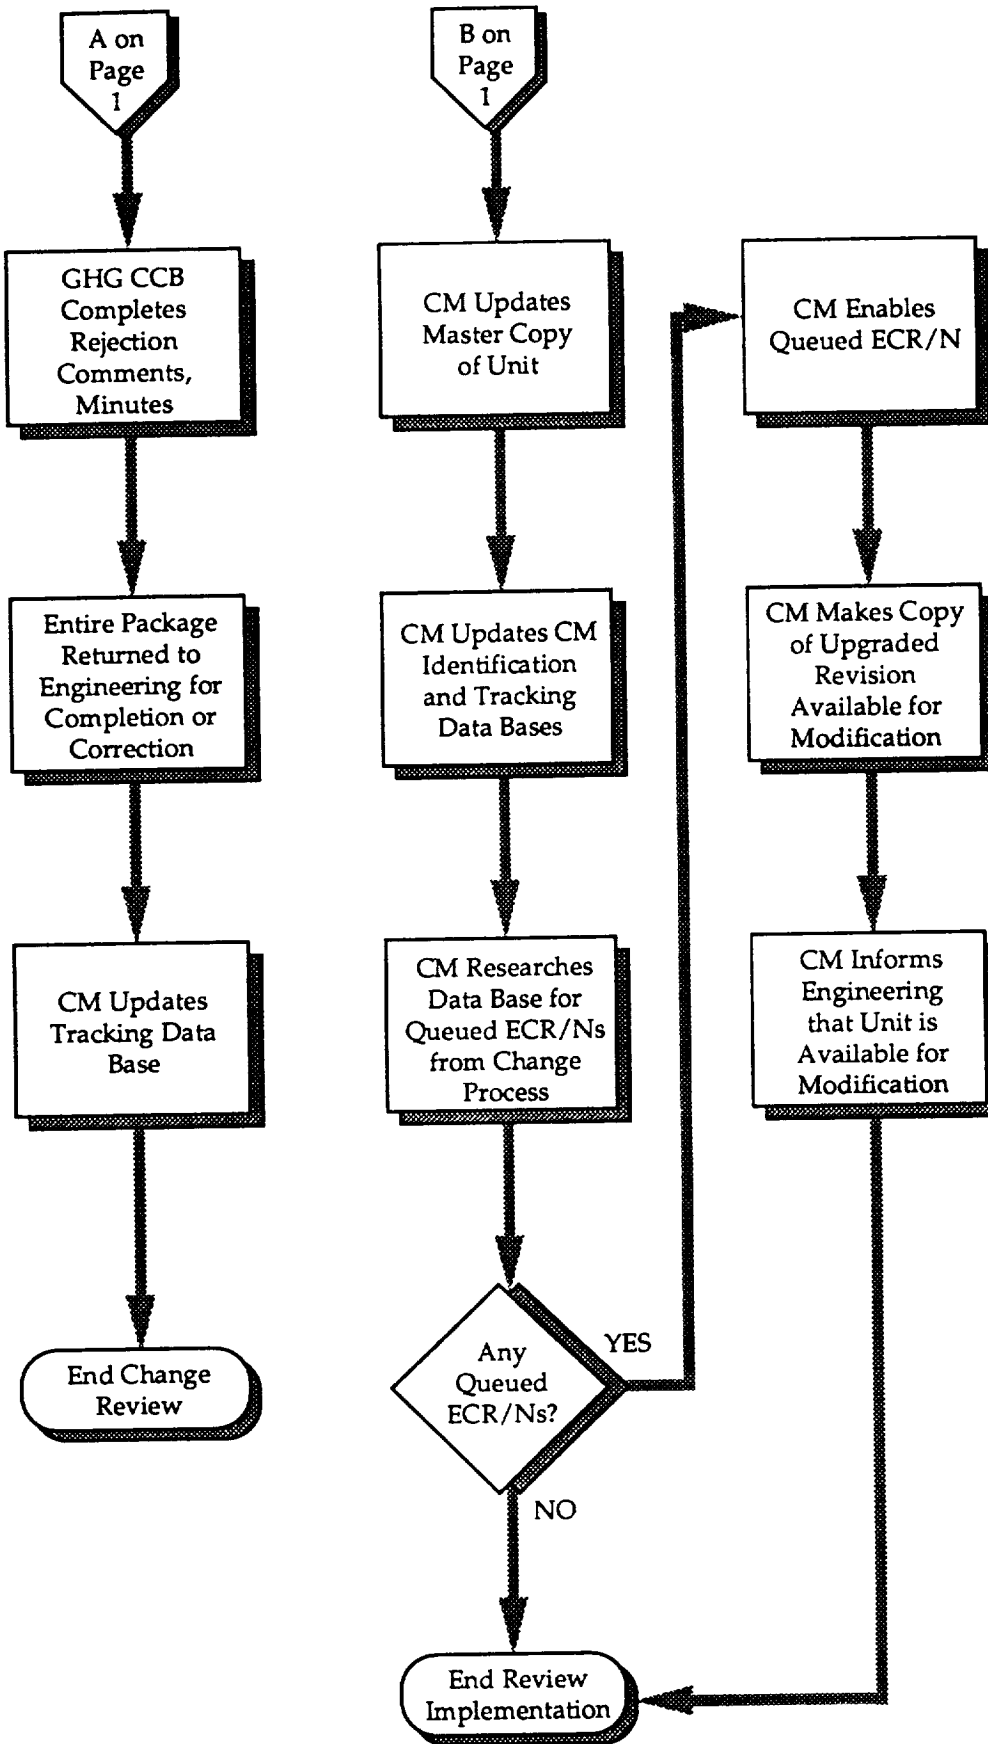 A on
Page
1
GHG CCB
Completes
Rejection
Comments,
Minutes
Entire Package
Returned to
Engineering for
Completion or
Correction
CM Updates
Tracking Data
Base
End Change
Review
B on
Page
1
CM Updates
Master Copy
of Unit
CM Updates CM
Identification
and Tracking
Data Bases
CM Researches
Data Base for
Queued ECR/Ns
from Change
Process
Any
Queued
ECR/Ns?
YES
NO
End Review
Implementation
CM Enables
Queued ECR/N
CM Makes Copy
of Upgraded
Revision
Available for
Modification
CM Informs
Engineering
that Unit is
Available for
Modification